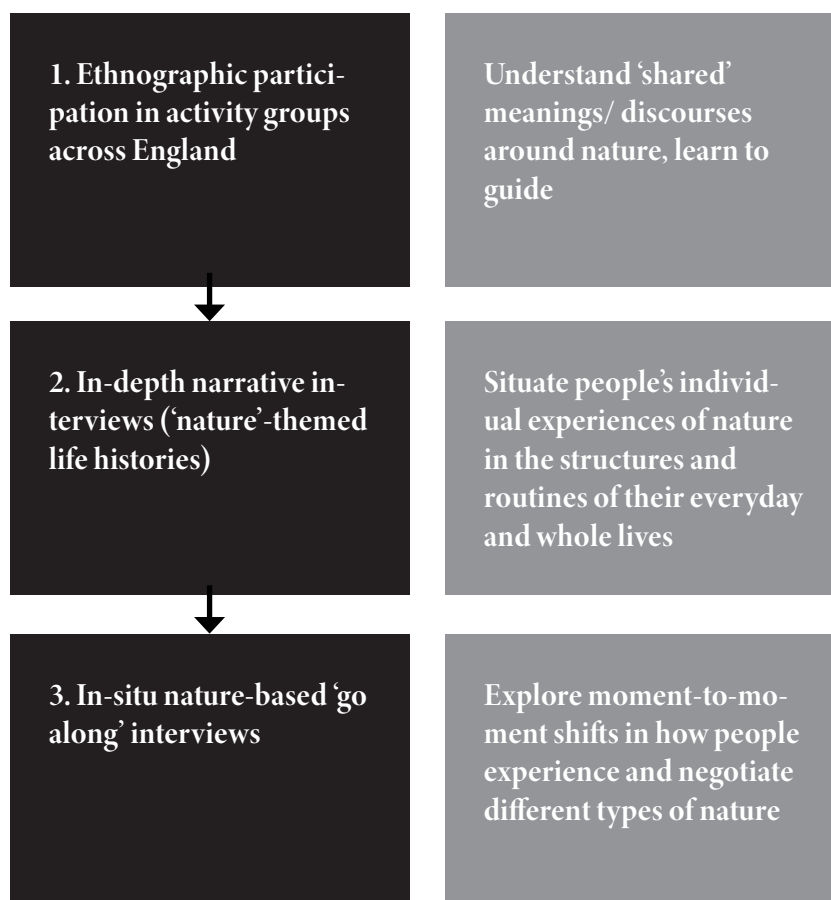 1. Ethnographic partici-
pation in activity groups
across England
Understand ‘shared’
meanings/ discourses
around nature, learn to
guide
2. In-depth narrative in-
terviews (‘nature’-themed
life histories)
Situate people’s individ-
ual experiences of nature
in the structures and
routines of their everyday
and whole lives
3. In-situ nature-based ‘go
along’ interviews
Explore moment-to-mo-
ment shifts in how people
experience and negotiate
different types of nature